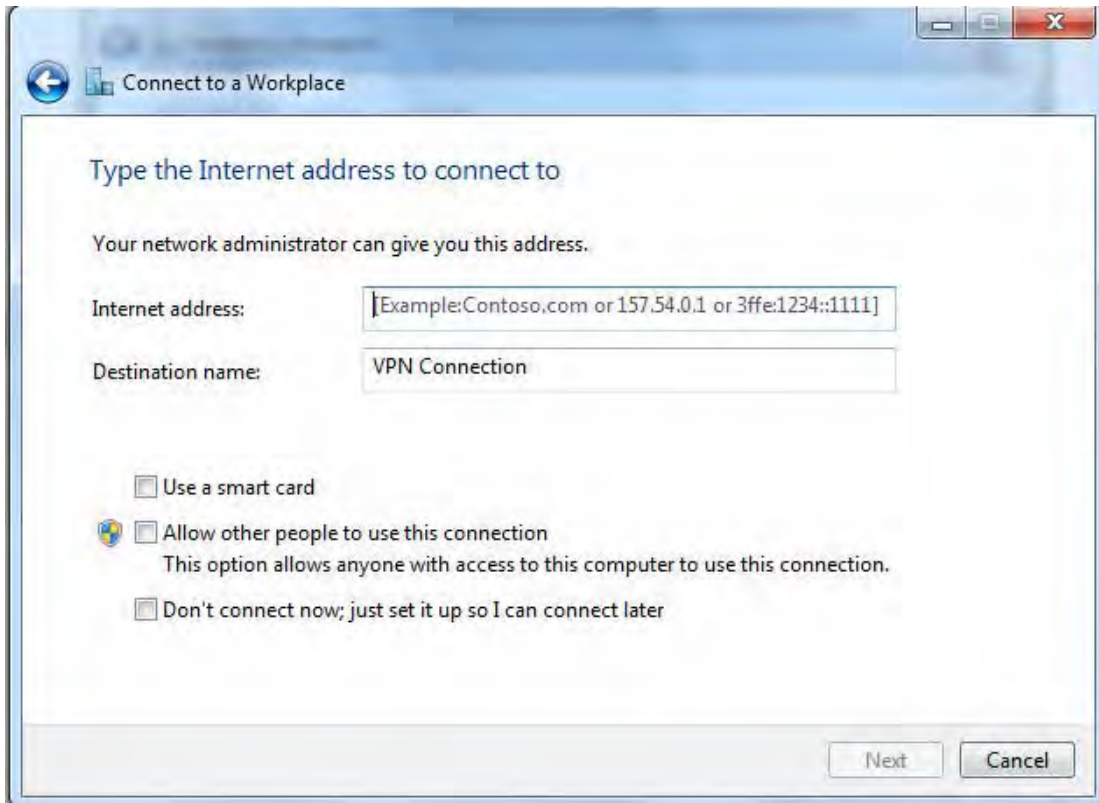 Connect to a Workplace
Type the Internet address to connect to
Your network administrator can give you this address.
Internet address: [Example:Contoso.com or 157.54.0.1 or 3ffe:1234::1111]
Destination name: VPN Connection
Use a smart card
Allow other people to use this connection
This option allows anyone with access to this computer to use this connection.
Don't connect now; just set it up so I can connect later
Next Cancel